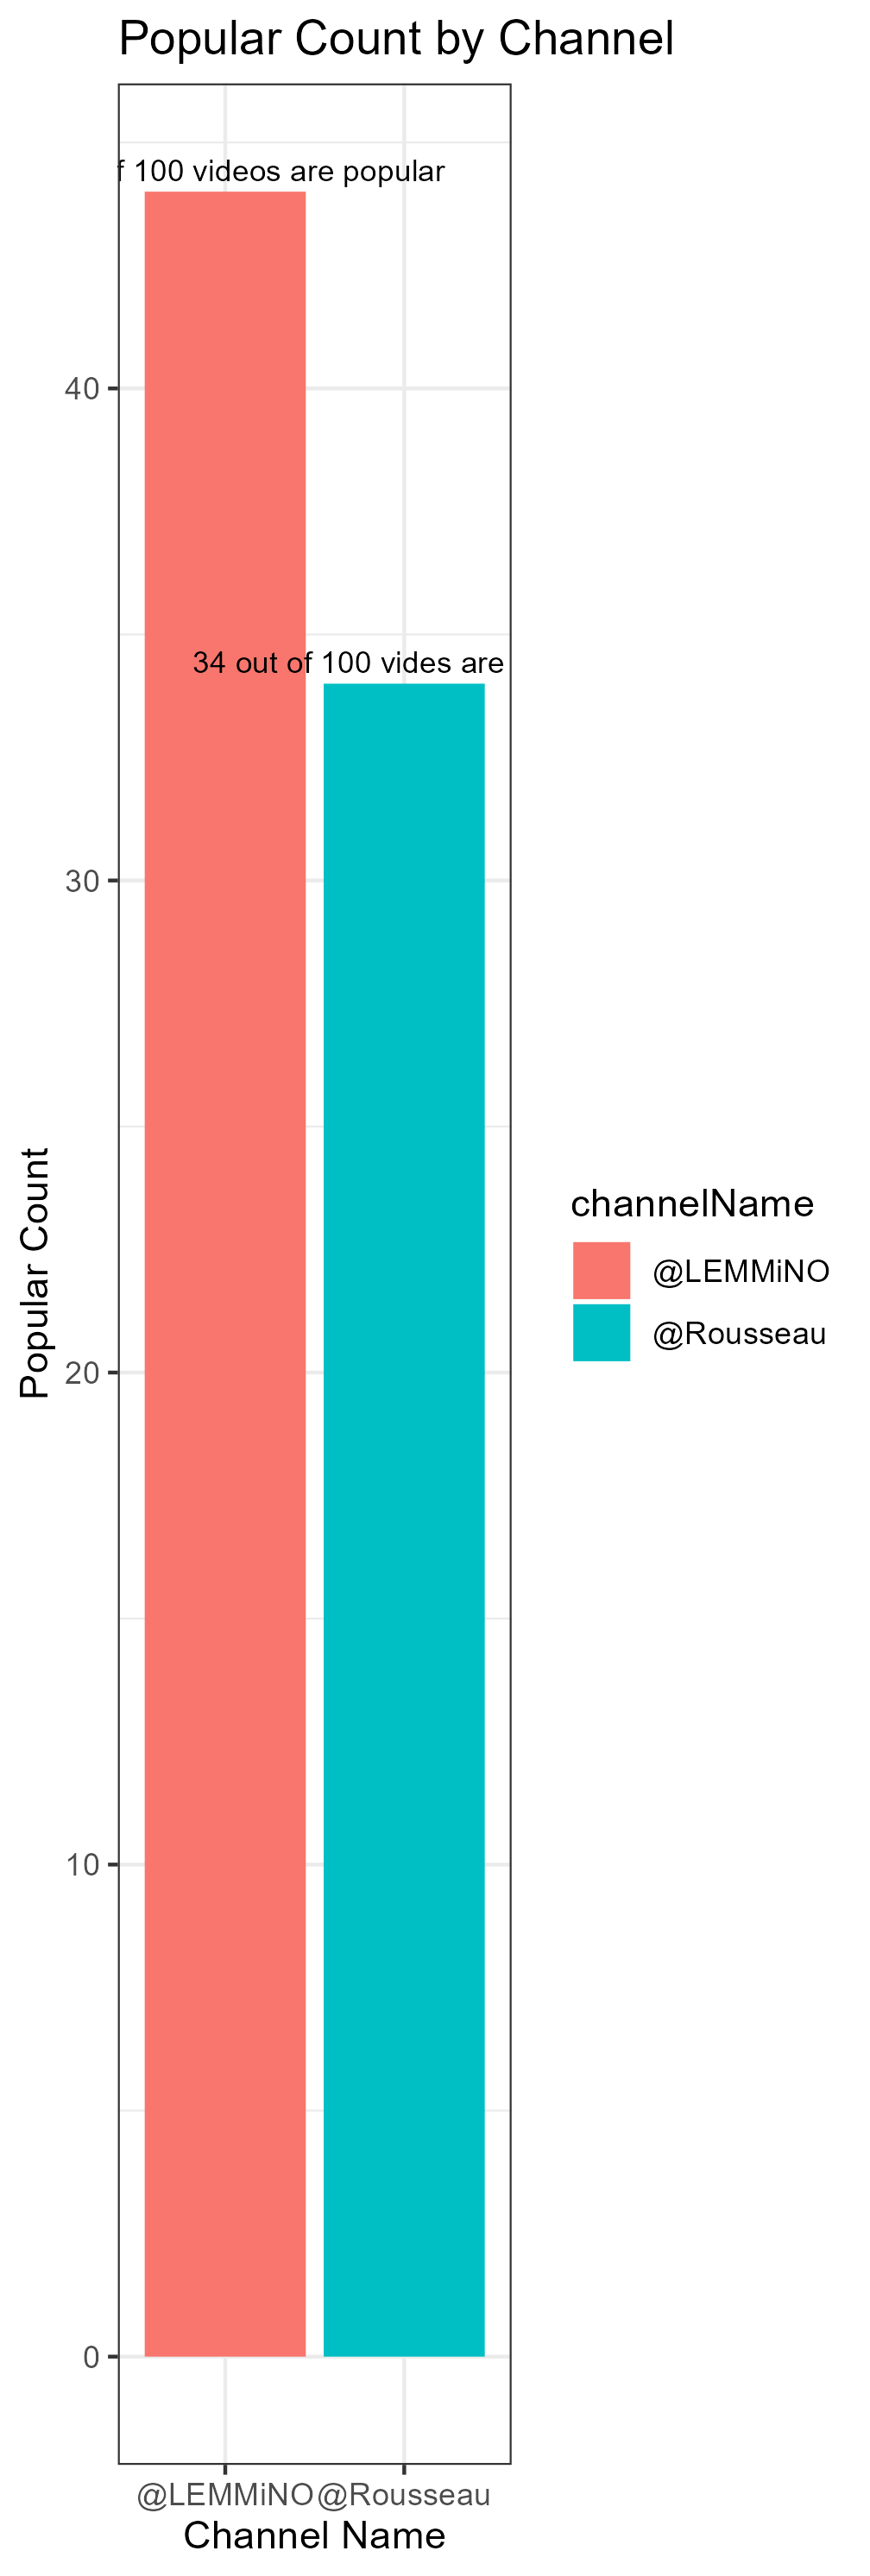 Popular Count by Channel
f 100 videos are popular
40
34 out of 100 vides are
30
Popular Count
channelName
@LEMMiNO
@Rousseau
20
10
0
@LEMMiNO @Rousseau
Channel Name